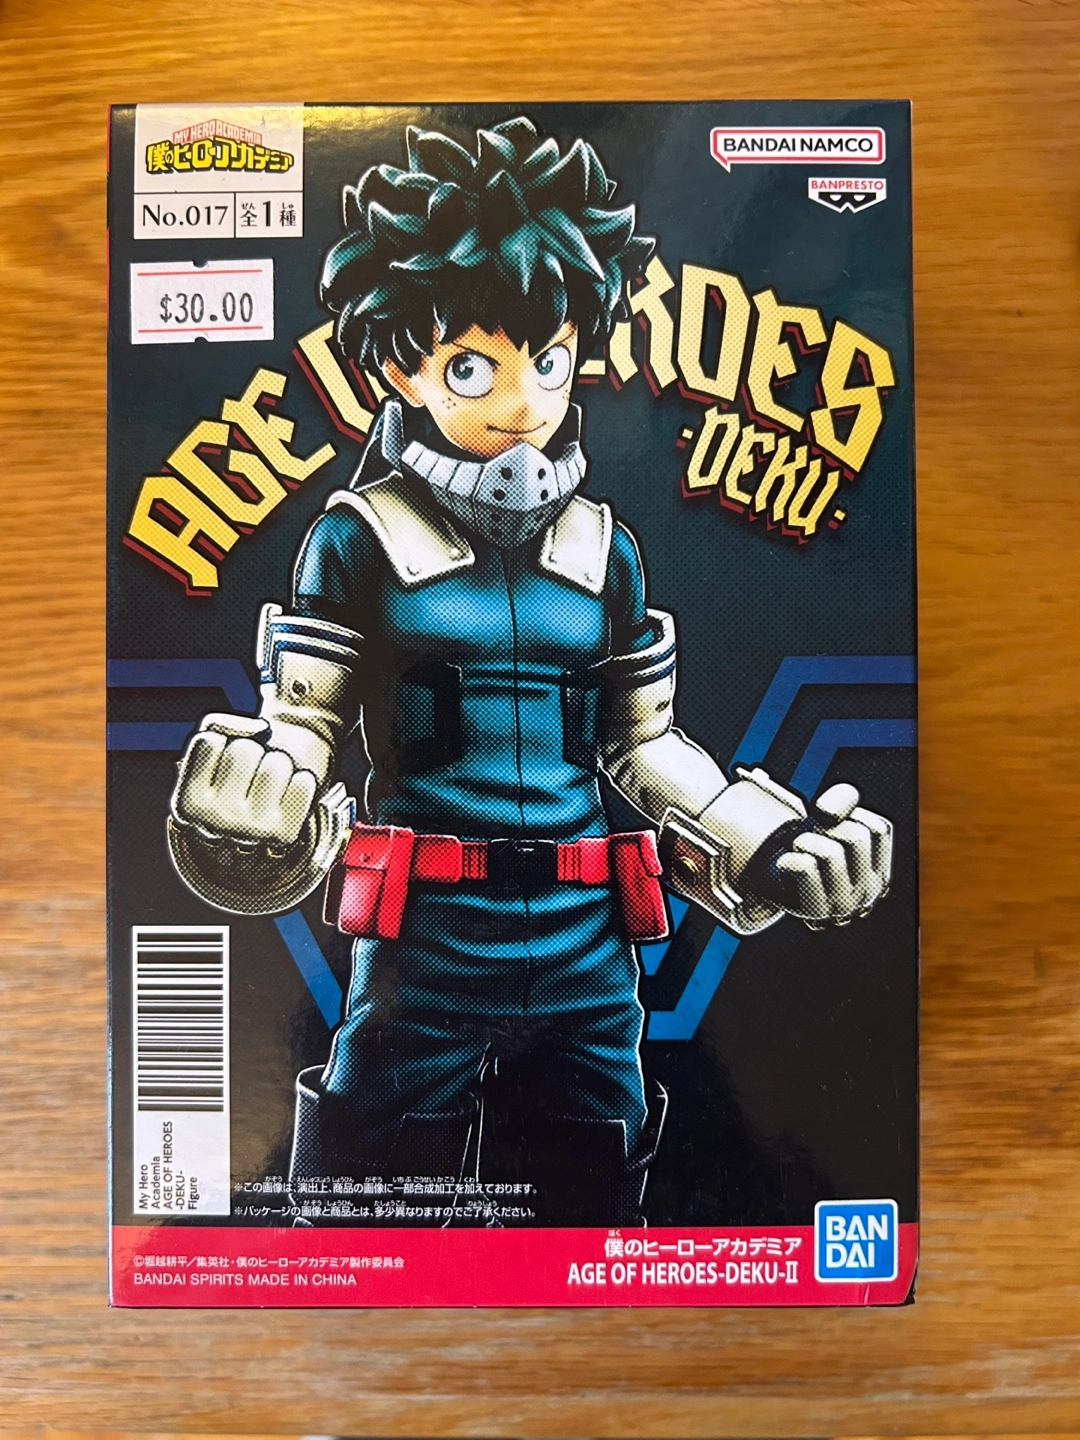 MY HERO ACADEMIA
僕のヒーローアカデミア
No.017
全1種
ぜん しゅ
$30.00
BANDAI NAMCO
BANPRESTO
AGE OF HEROES
-DEKU-
My Hero
Academia
AGE OF HEROES
-DEKU-
Figure
※この画像は、演出上、商品の画像に一部合成加工を加えております。
※パッケージの画像と商品とは、多少異なりますのでご了承ください。
©堀越耕平／集英社・僕のヒーローアカデミア製作委員会
BANDAI SPIRITS MADE IN CHINA
ぼく
僕のヒーローアカデミア
AGE OF HEROES-DEKU-II
BAN
DAI